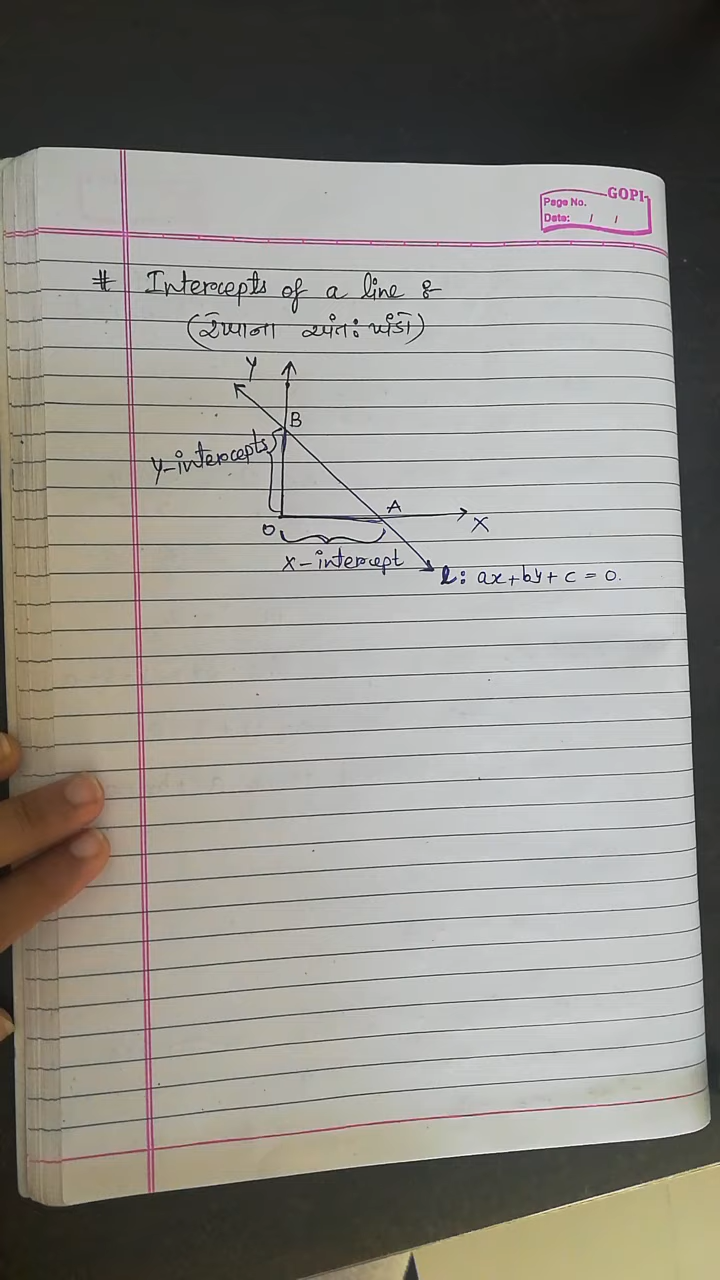 GOPI
Page No.
Date: / /
# Intercepts of a line :
(રેખાના અંત: ખંડો)
Y
B
Y-intercepts
A
O
X
X-intercept
l: ax+by+c=0.